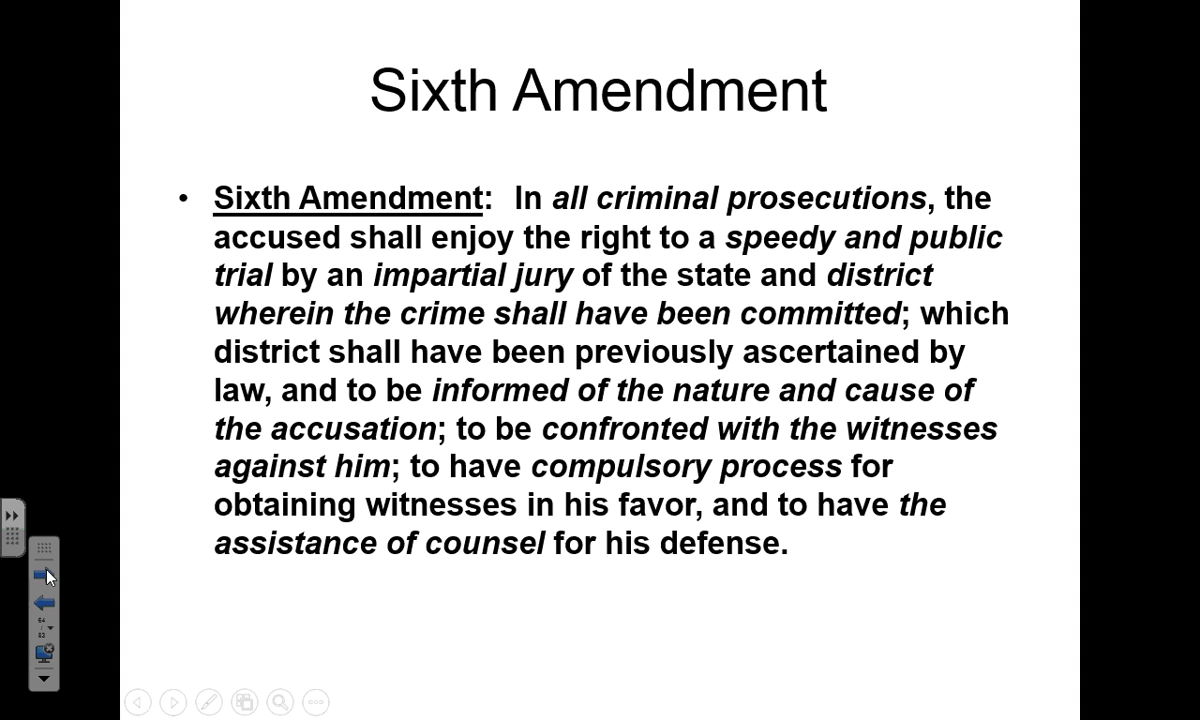 Sixth Amendment
• Sixth Amendment: In all criminal prosecutions, the
accused shall enjoy the right to a speedy and public
trial by an impartial jury of the state and district
wherein the crime shall have been committed; which
district shall have been previously ascertained by
law, and to be informed of the nature and cause of
the accusation; to be confronted with the witnesses
against him; to have compulsory process for
obtaining witnesses in his favor, and to have the
assistance of counsel for his defense.